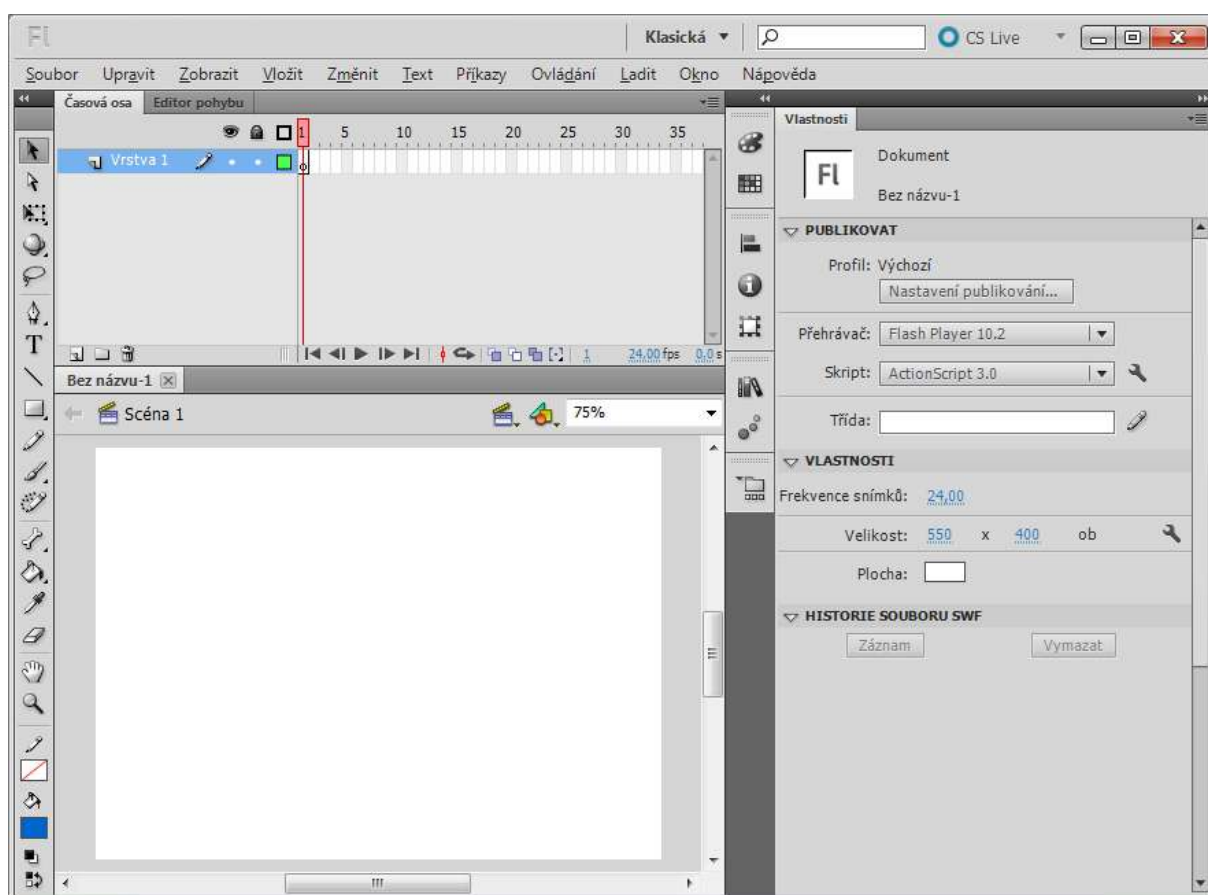 Fl
Klasická
CS Live
Soubor Upravit Zobrazit Vložit Změnit Text Příkazy Ovládání Ladit Okno Nápověda
Časová osa Editor pohybu
1 5 10 15 20 25 30 35
Vrstva 1
1 24,00 fps 0,0 s
Bez názvu-1
Scéna 1 75%
T
Vlastnosti
Fl
Dokument
Bez názvu-1
PUBLIKOVAT
Profil: Výchozí
Nastavení publikování...
Přehrávač: Flash Player 10.2
Skript: ActionScript 3.0
Třída:
VLASTNOSTI
Frekvence snímků: 24,00
Velikost: 550 x 400 ob
Plocha:
HISTORIE SOUBORU SWF
Záznam Vymazat